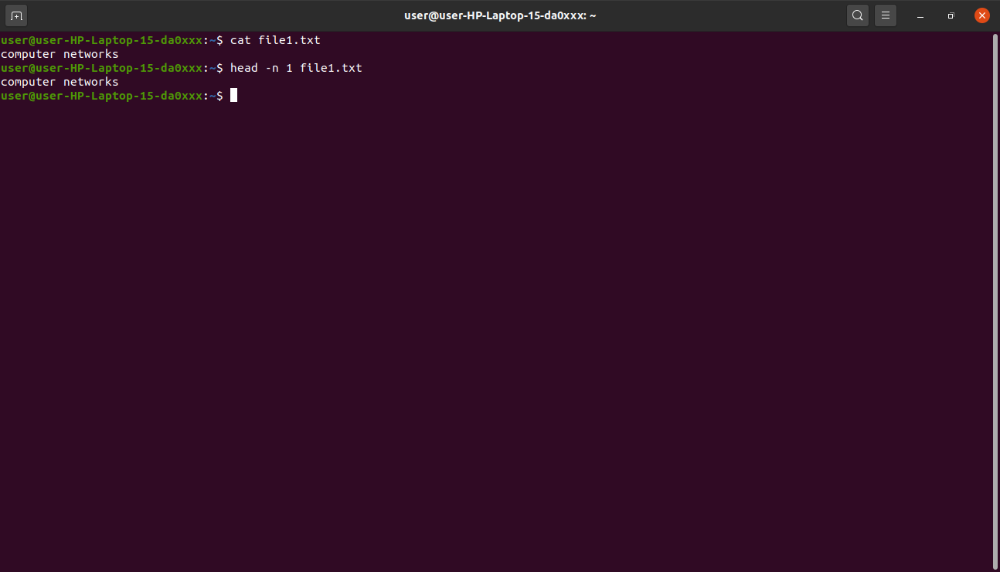 user@user-HP-Laptop-15-da0xxx: ~
user@user-HP-Laptop-15-da0xxx:~$ cat file1.txt
computer networks
user@user-HP-Laptop-15-da0xxx:~$ head -n 1 file1.txt
computer networks
user@user-HP-Laptop-15-da0xxx:~$